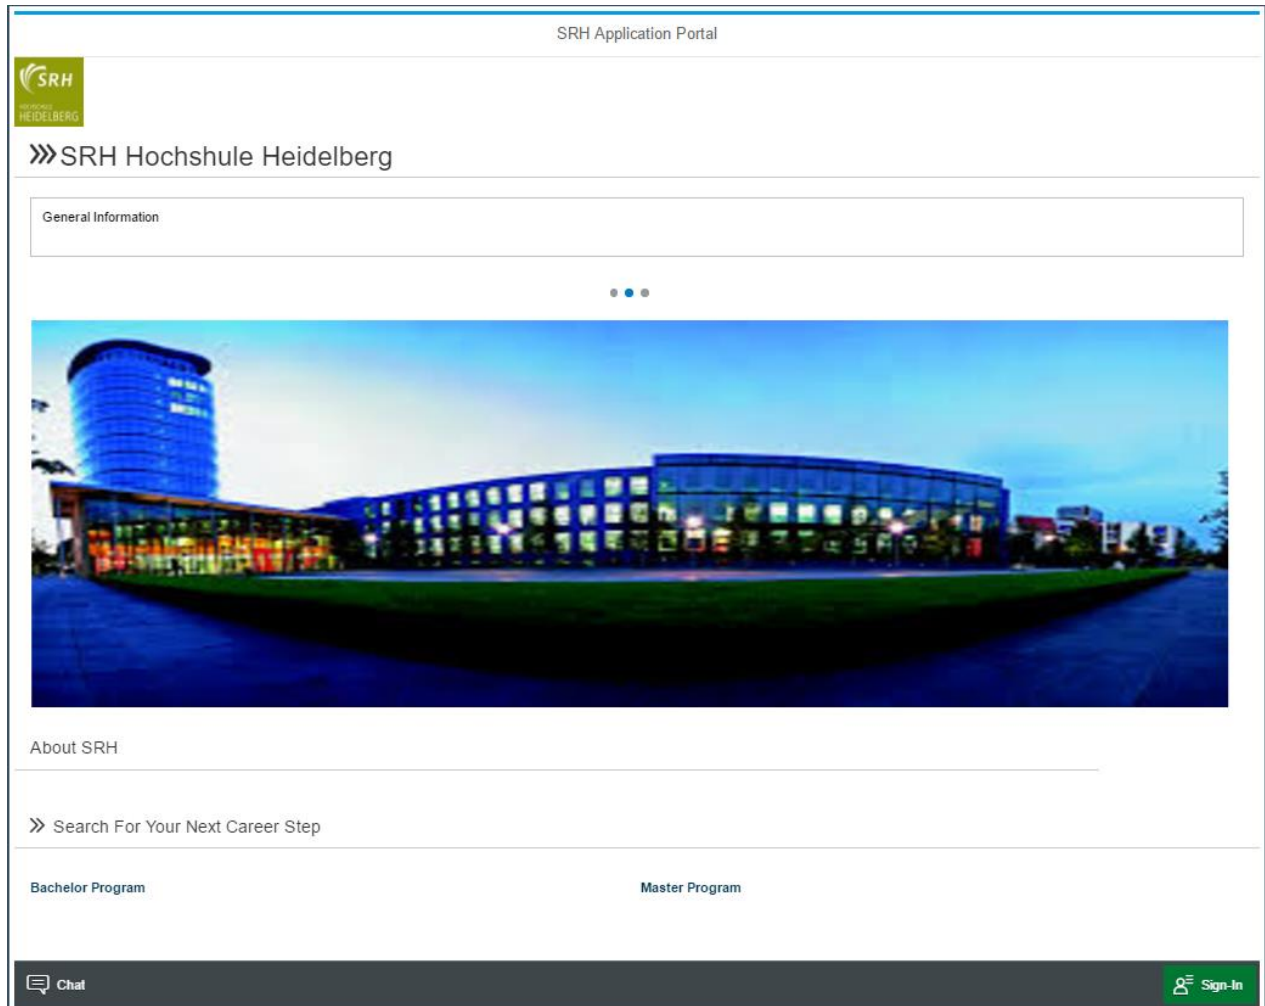 SRH Application Portal
SRH
HOCHSCHULE
HEIDELBERG
SRH Hochshule Heidelberg
General Information
About SRH
Search For Your Next Career Step
Bachelor Program
Master Program
Chat
Sign-In